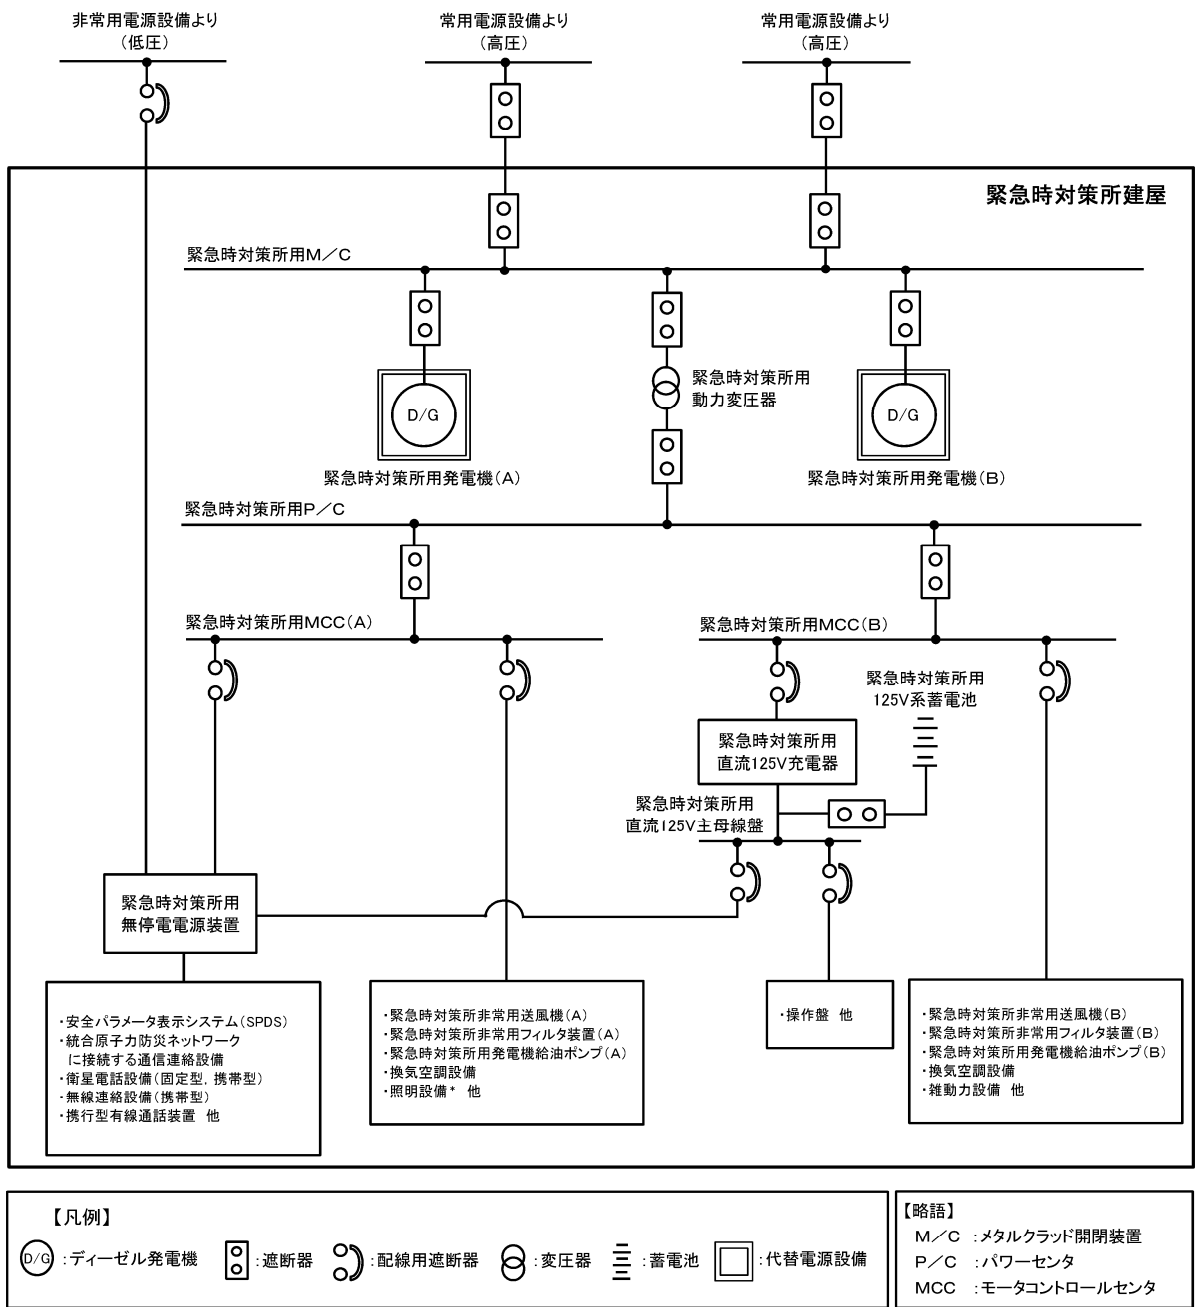 非常用電源設備より
(低圧)
常用電源設備より
(高圧)
常用電源設備より
(高圧)
緊急時対策所建屋
緊急時対策所用M/C
緊急時対策所用
動力変圧器
D/G
D/G
緊急時対策所用発電機(A)
緊急時対策所用発電機(B)
緊急時対策所用P/C
緊急時対策所用MCC(A)
緊急時対策所用MCC(B)
緊急時対策所用
125V系蓄電池
緊急時対策所用
直流125V充電器
緊急時対策所用
直流125V主母線盤
緊急時対策所用
無停電電源装置
・安全パラメータ表示システム(SPDS)
・統合原子力防災ネットワーク
に接続する通信連絡設備
・衛星電話設備(固定型,携帯型)
・無線連絡設備(携帯型)
・携行型有線通話装置 他
・緊急時対策所非常用送風機(A)
・緊急時対策所非常用フィルタ装置(A)
・緊急時対策所用発電機給油ポンプ(A)
・換気空調設備
・照明設備* 他
・操作盤 他
・緊急時対策所非常用送風機(B)
・緊急時対策所非常用フィルタ装置(B)
・緊急時対策所用発電機給油ポンプ(B)
・換気空調設備
・雑動力設備 他
【凡例】
D/G :ディーゼル発電機
:遮断器
:配線用遮断器
:変圧器
:蓄電池
:代替電源設備
【略語】
M/C :メタルクラッド開閉装置
P/C :パワーセンタ
MCC :モータコントロールセンタ